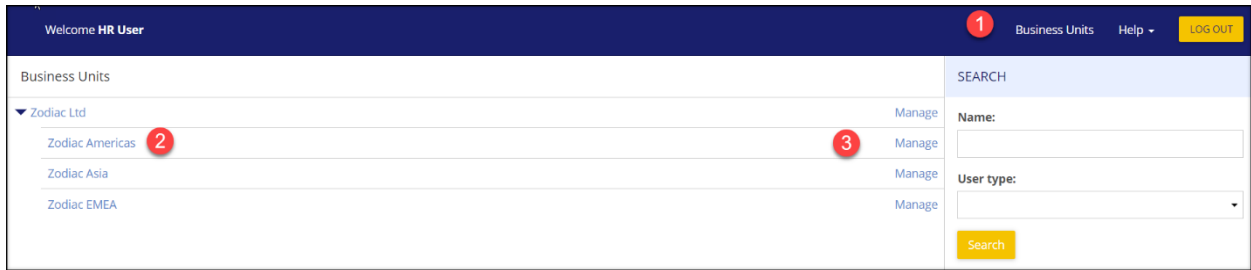 Welcome HR User
1
Business Units
Help
LOG OUT
Business Units
Zodiac Ltd
Manage
Zodiac Americas
2
3
Manage
Zodiac Asia
Manage
Zodiac EMEA
Manage
SEARCH
Name:
User type:
Search